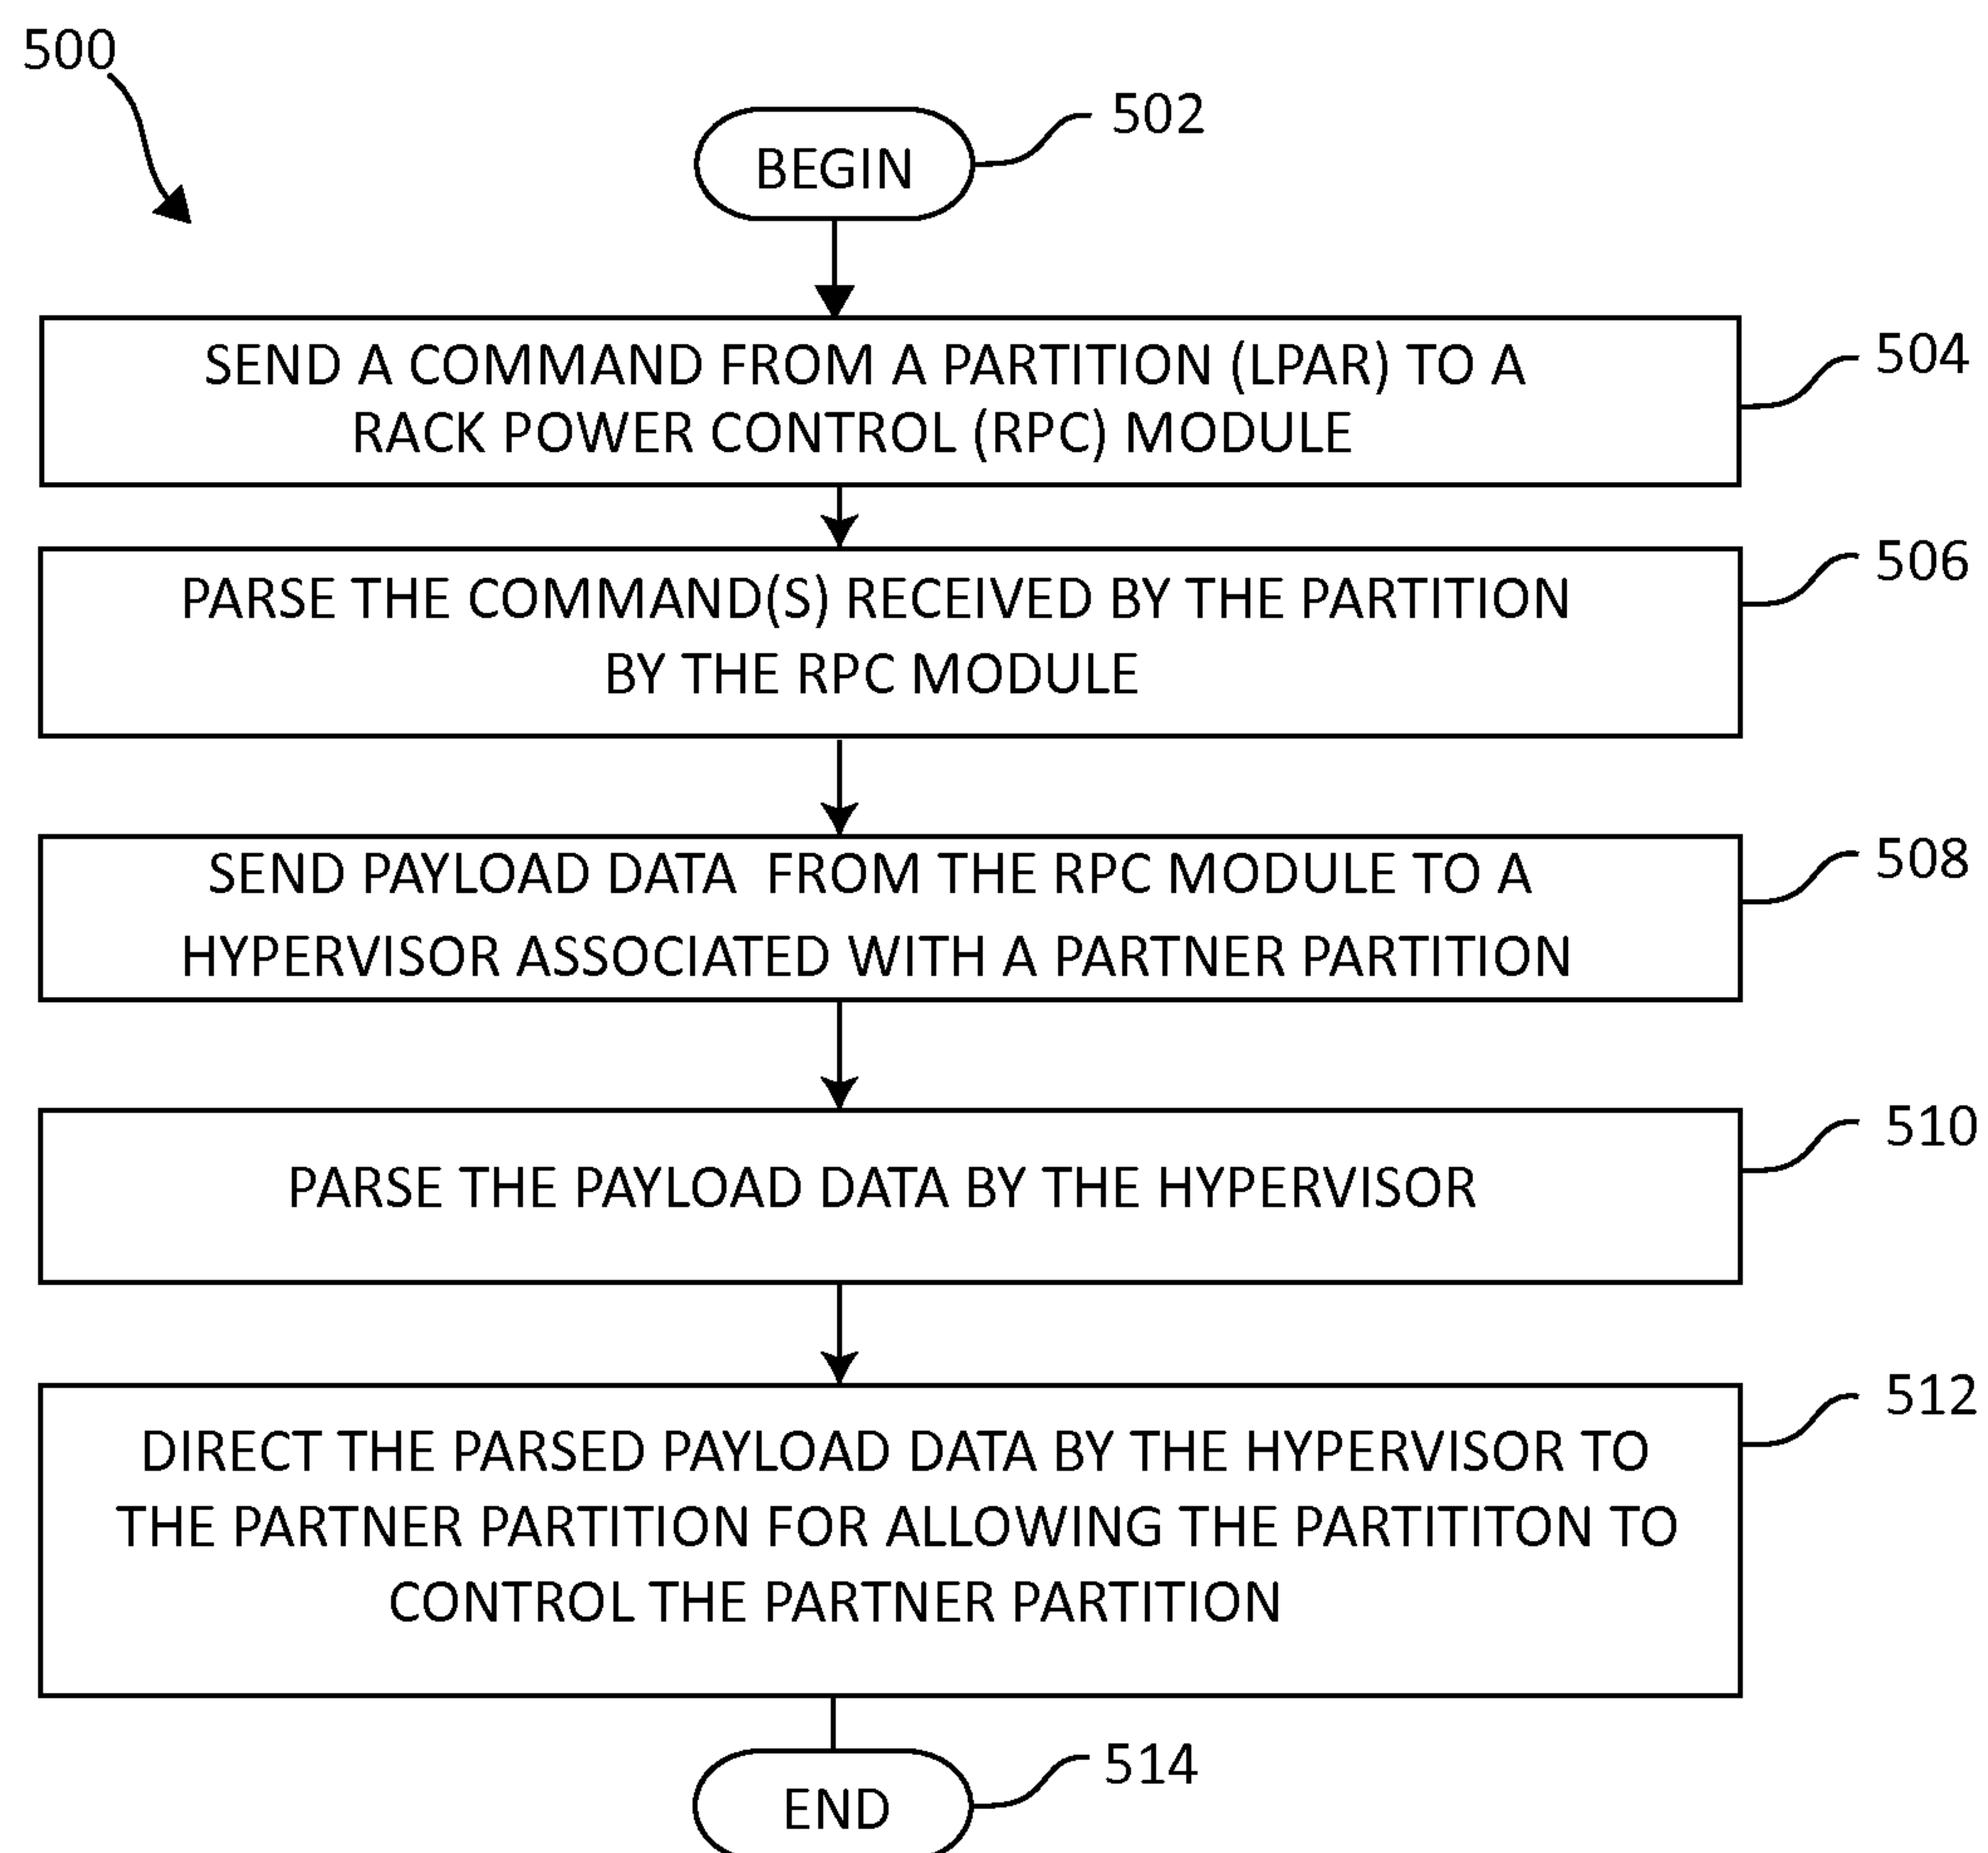 500
BEGIN
502
SEND A COMMAND FROM A PARTITION (LPAR) TO A
RACK POWER CONTROL (RPC) MODULE
504
PARSE THE COMMAND(S) RECEIVED BY THE PARTITION
BY THE RPC MODULE
506
SEND PAYLOAD DATA FROM THE RPC MODULE TO A
HYPERVISOR ASSOCIATED WITH A PARTNER PARTITION
508
PARSE THE PAYLOAD DATA BY THE HYPERVISOR
510
DIRECT THE PARSED PAYLOAD DATA BY THE HYPERVISOR TO
THE PARTNER PARTITION FOR ALLOWING THE PARTITITON TO
CONTROL THE PARTNER PARTITION
512
END
514